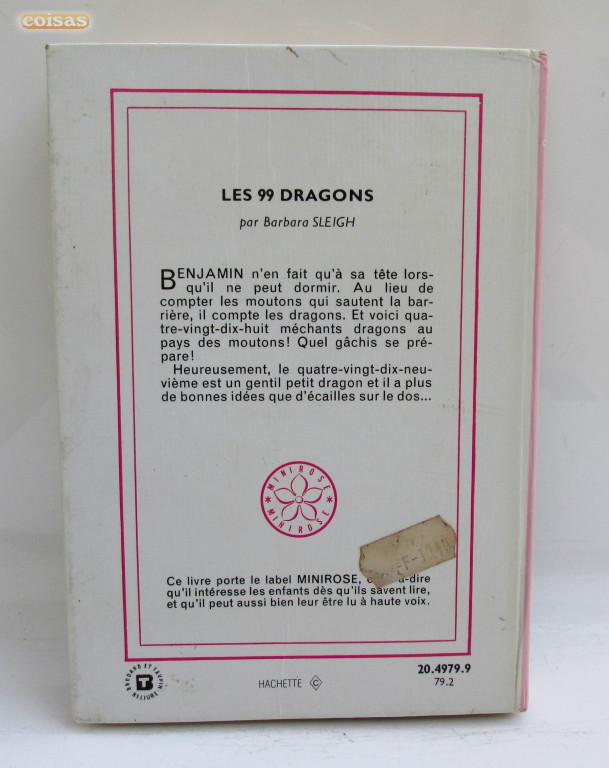 coisas
LES 99 DRAGONS
par Barbara SLEIGH
BENJAMIN n'en fait qu'à sa tête lors-
qu'il ne peut dormir. Au lieu de
compter les moutons qui sautent la bar-
rière, il compte les dragons. Et voici qua-
tre-vingt-dix-huit méchants dragons au
pays des moutons! Quel gâchis se pré-
pare!
Heureusement, le quatre-vingt-dix-neu-
vième est un gentil petit dragon et il a plus
de bonnes idées que d'écailles sur le dos...
MINIROSE
MINIROSE
Ce livre porte le label MINIROSE,
qu'il intéresse les enfants dès qu'ils savent lire,
et qu'il peut aussi bien leur être lu à haute voix.
BRODARD ET TAUPIN
RELIURE
HACHETTE C
20.4979.9
79.2